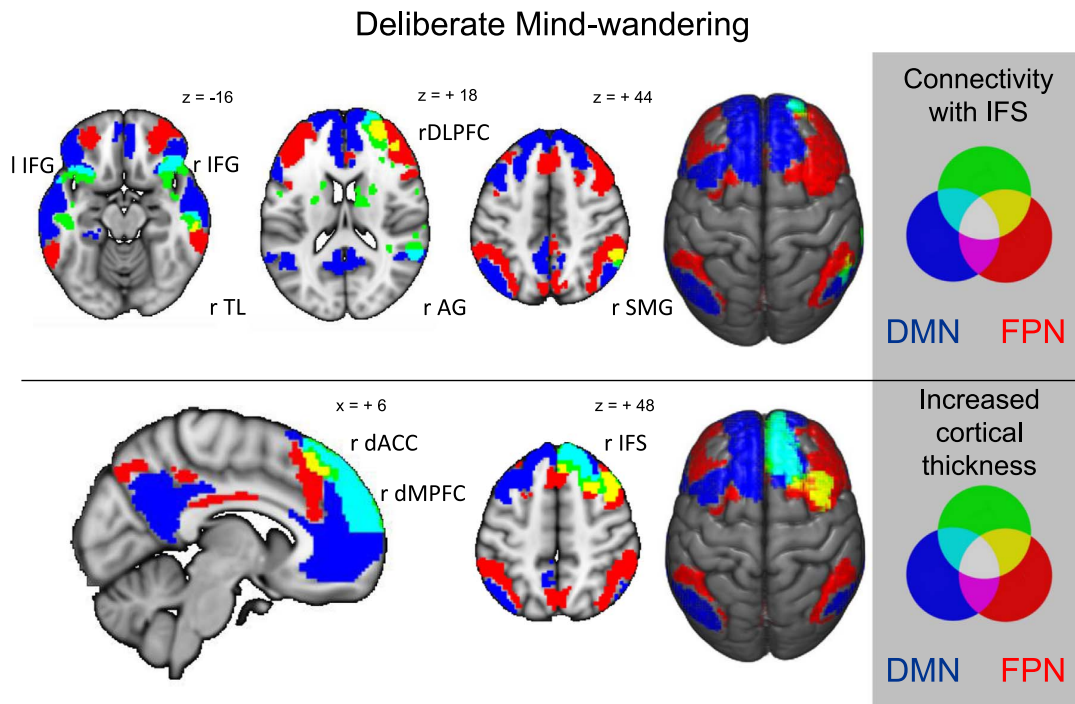 Deliberate Mind-wandering
z = -16
z = + 18
z = + 44
rDLPFC
l IFG
r IFG
r TL
r AG
r SMG
Connectivity
with IFS
DMN
FPN
x = + 6
z = + 48
r dACC
r IFS
r dMPFC
Increased
cortical
thickness
DMN
FPN